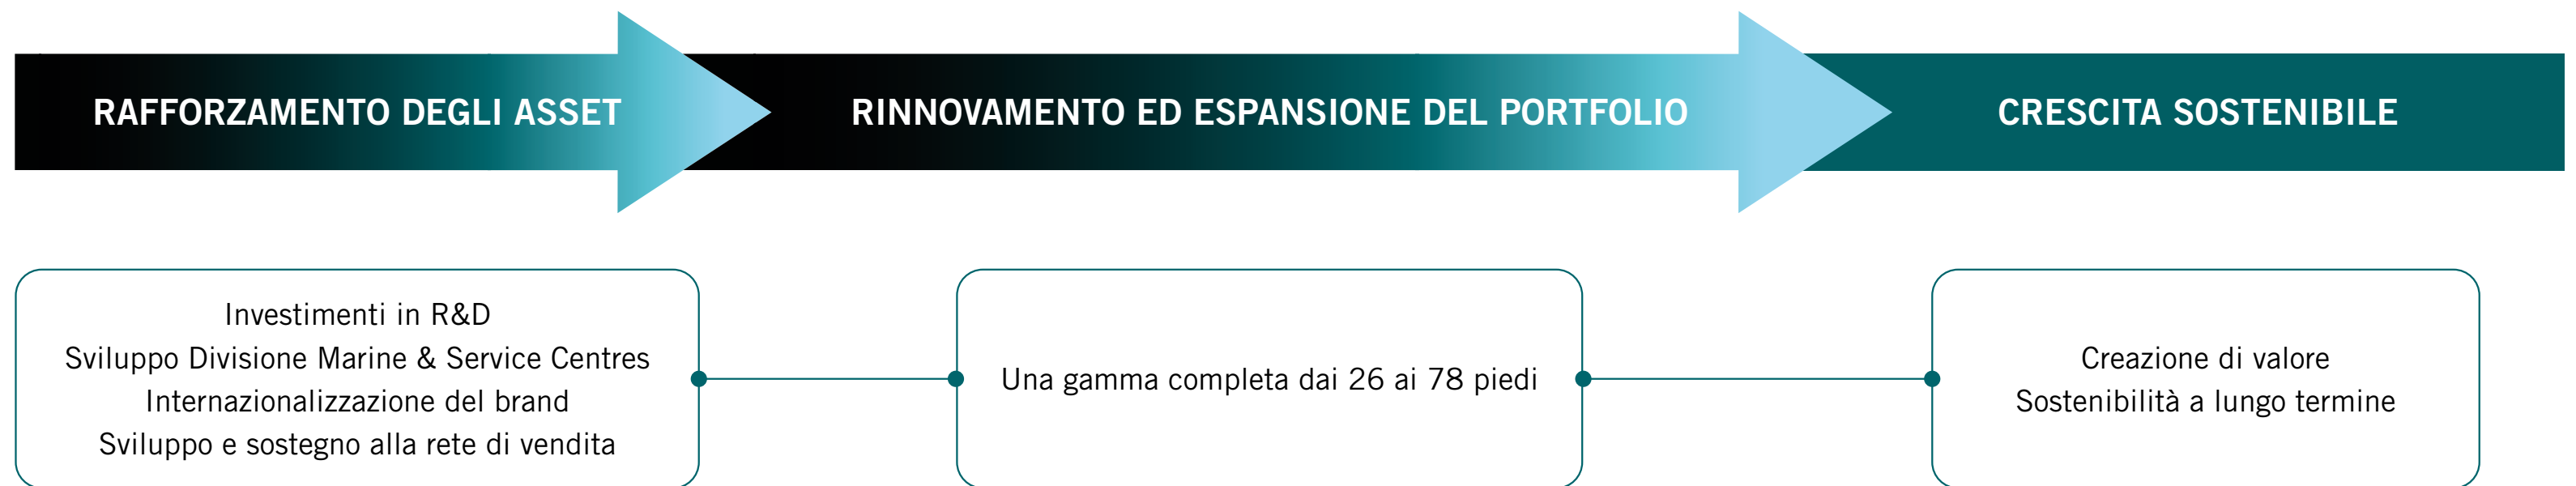 RAFFORZAMENTO DEGLI ASSET
RINNOVAMENTO ED ESPANSIONE DEL PORTFOLIO
CRESCITA SOSTENIBILE
Investimenti in R&D
Sviluppo Divisione Marine & Service Centres
Internazionalizzazione del brand
Sviluppo e sostegno alla rete di vendita
Una gamma completa dai 26 ai 78 piedi
Creazione di valore
Sostenibilità a lungo termine